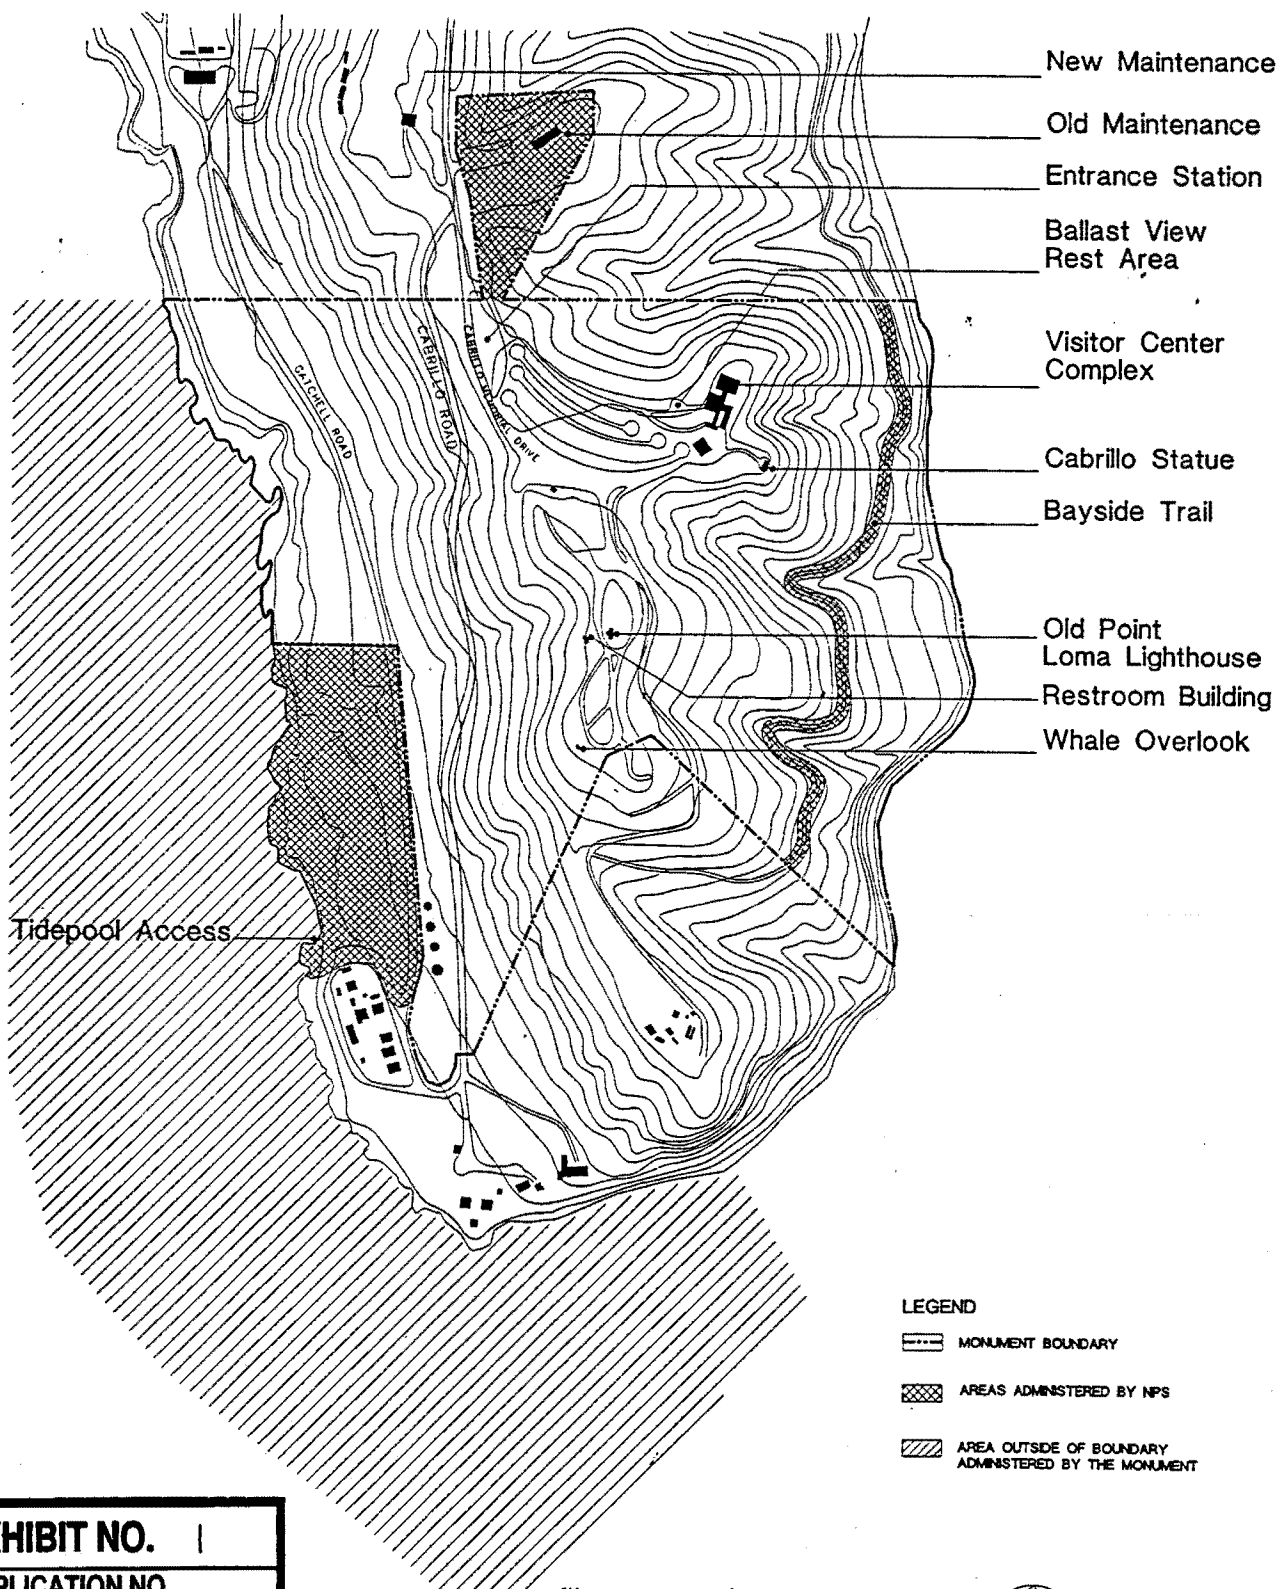 New Maintenance
Old Maintenance
Entrance Station
Ballast View
Rest Area
Visitor Center
Complex
Cabrillo Statue
Bayside Trail
Old Point
Loma Lighthouse
Restroom Building
Whale Overlook
GATCHELL ROAD
CABRILLO ROAD
CABRILLO MEMORIAL DRIVE
Tidepool Access
LEGEND
MONUMENT BOUNDARY
AREAS ADMINISTERED BY NPS
AREA OUTSIDE OF BOUNDARY
ADMINISTERED BY THE MONUMENT
HIBIT NO. 1
PLICATION NO.